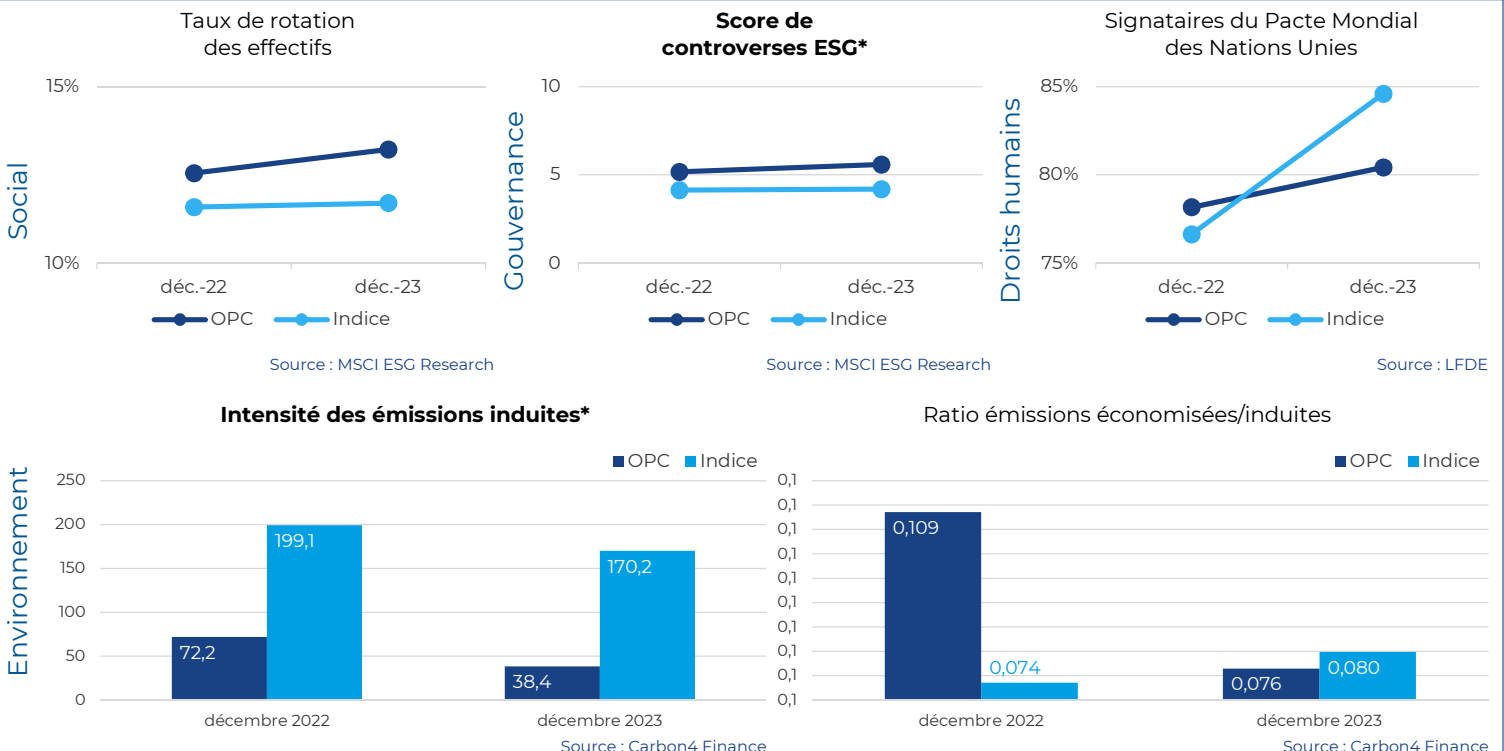 Taux de rotation
des effectifs
15%
10%
Social
déc.-22
déc.-23
OPC
Indice
Source : MSCI ESG Research
Score de
controverses ESG*
10
5
0
Gouvernance
déc.-22
déc.-23
OPC
Indice
Source : MSCI ESG Research
Signataires du Pacte Mondial
des Nations Unies
85%
80%
75%
Droits humains
déc.-22
déc.-23
OPC
Indice
Source : LFDE
Environnement
Intensité des émissions induites*
OPC
Indice
250
200
150
100
50
0
72,2
199,1
38,4
170,2
décembre 2022
décembre 2023
Source : Carbon4 Finance
Ratio émissions économisées/induites
OPC
Indice
0,1
0,1
0,1
0,1
0,1
0,1
0,1
0,1
0,1
0,1
0,109
0,074
0,076
0,080
décembre 2022
décembre 2023
Source : Carbon4 Finance